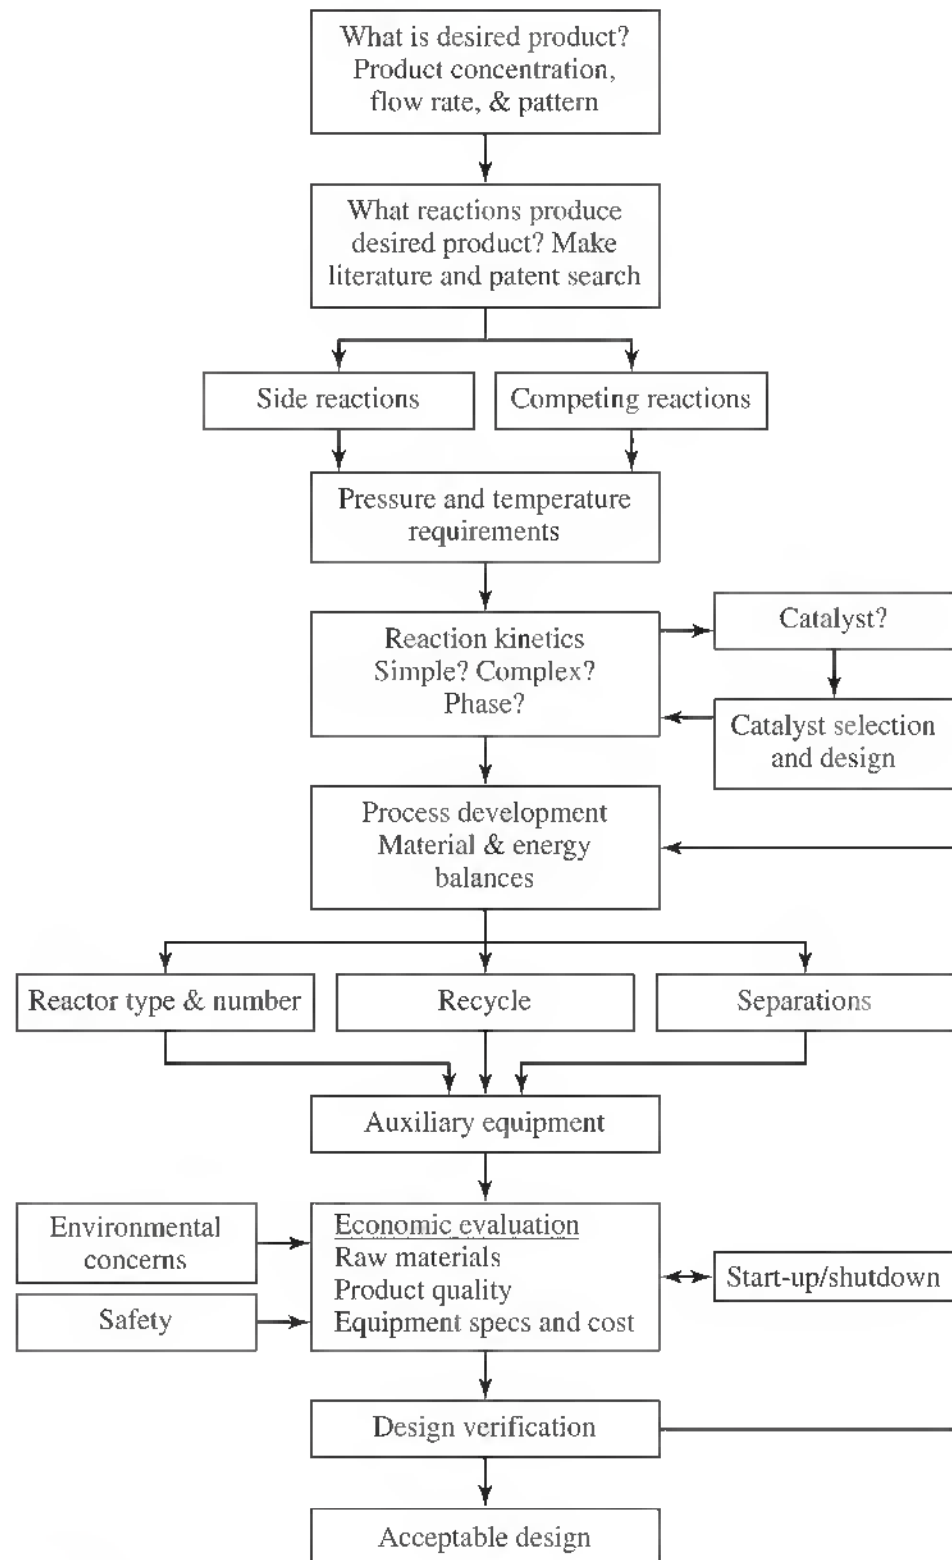 What is desired product?
Product concentration,
flow rate, & pattern
What reactions produce
desired product? Make
literature and patent search
Side reactions
Competing reactions
Pressure and temperature
requirements
Reaction kinetics
Simple? Complex?
Phase?
Catalyst?
Catalyst selection
and design
Process development
Material & energy
balances
Reactor type & number
Recycle
Separations
Auxiliary equipment
Environmental
concerns
Safety
Economic evaluation
Raw materials
Product quality
Equipment specs and cost
Start-up/shutdown
Design verification
Acceptable design